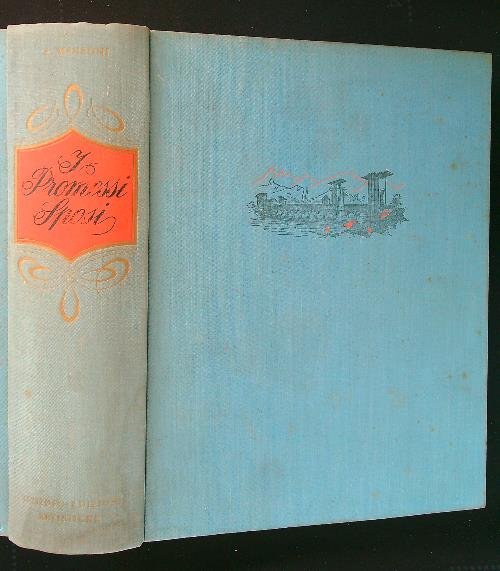 A. MANZONI
I
Promessi
Sposi